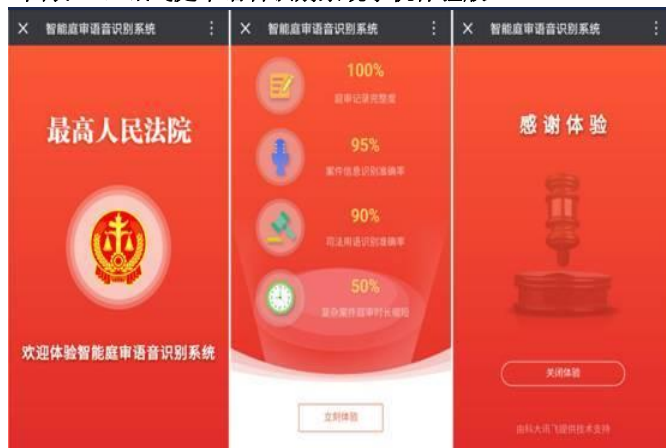 智能庭审语音识别系统
最高人民法院
欢迎体验智能庭审语音识别系统
智能庭审语音识别系统
100%
庭审记录完整度
95%
案件信息识别准确率
90%
司法用语识别准确率
50%
复杂案件庭审时长缩短
立刻体验
智能庭审语音识别系统
感谢体验
关闭体验
由科大讯飞提供技术支持